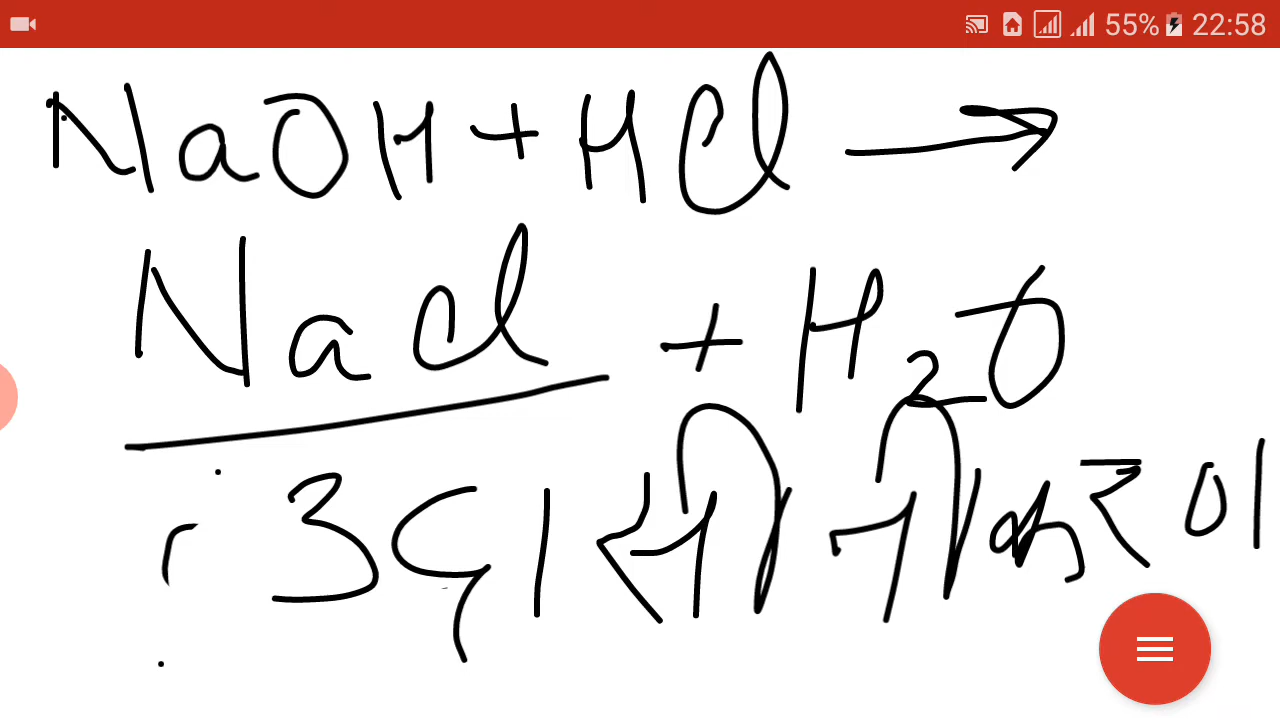 55% 22:58
NaOH + HCl →
NaCl + H₂O
उदासीनीकरण